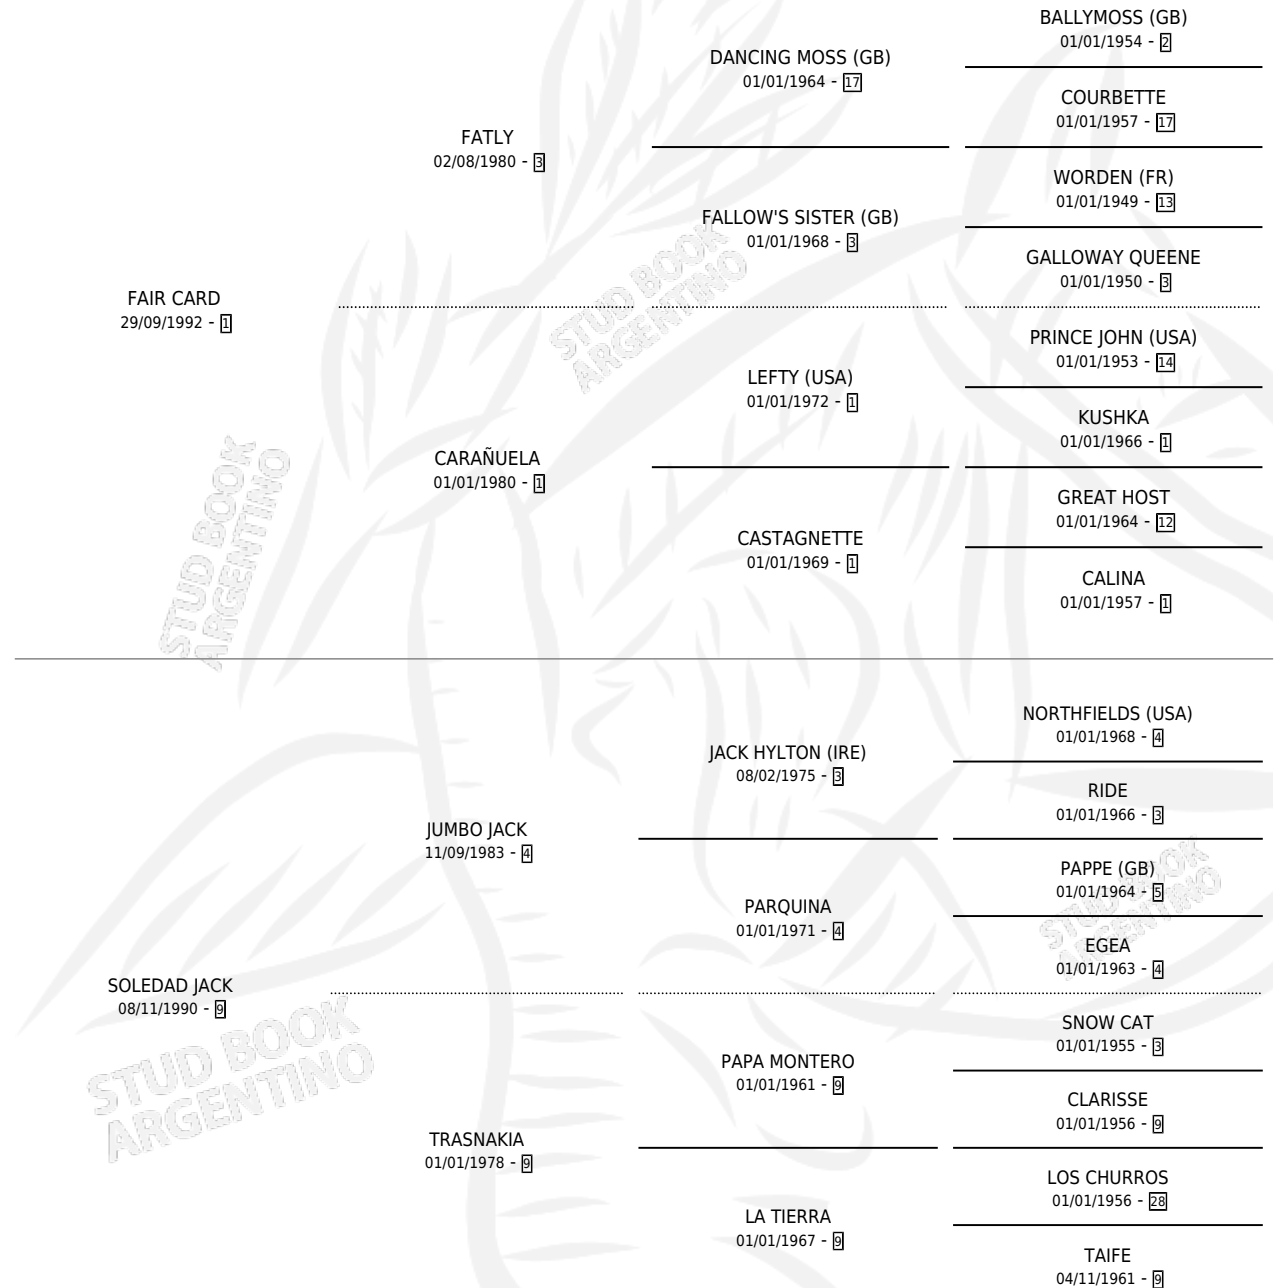 BALLYMOSS (GB)
01/01/1954 - 2
DANCING MOSS (GB)
01/01/1964 - 17
COURBETTE
01/01/1957 - 17
FATLY
02/08/1980 - 3
WORDEN (FR)
01/01/1949 - 13
FALLOW'S SISTER (GB)
01/01/1968 - 3
GALLOWAY QUEENE
01/01/1950 - 3
FAIR CARD
29/09/1992 - 1
STUD BOOK
ARGENTINO
PRINCE JOHN (USA)
01/01/1953 - 14
LEFTY (USA)
01/01/1972 - 1
KUSHKA
01/01/1966 - 1
CARAÑUELA
01/01/1980 - 1
GREAT HOST
01/01/1964 - 12
CASTAGNETTE
01/01/1969 - 1
CALINA
01/01/1957 - 1
STUD BOOK
ARGENTINO
NORTHFIELDS (USA)
01/01/1968 - 4
JACK HYLTON (IRE)
08/02/1975 - 3
RIDE
01/01/1966 - 3
JUMBO JACK
11/09/1983 - 4
PAPPE (GB)
01/01/1964 - 5
PARQUINA
01/01/1971 - 4
EGEA
01/01/1963 - 4
STUD BOOK
ARGENTINO
SOLEDAD JACK
08/11/1990 - 9
SNOW CAT
01/01/1955 - 3
PAPA MONTERO
01/01/1961 - 9
CLARISSE
01/01/1956 - 9
STUD BOOK
ARGENTINO
TRASNAKIA
01/01/1978 - 9
LOS CHURROS
01/01/1956 - 28
LA TIERRA
01/01/1967 - 9
TAIFE
04/11/1961 - 9